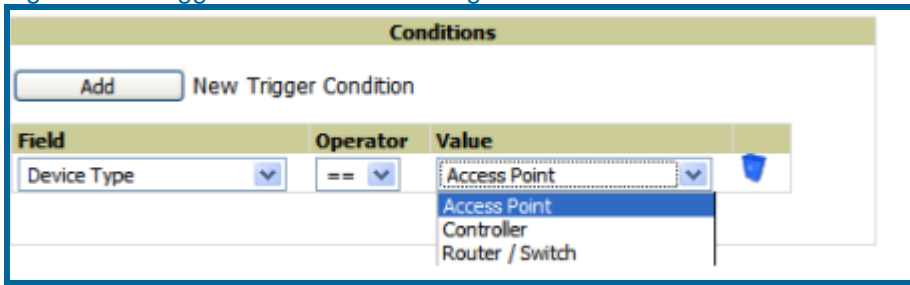 Conditions
Add New Trigger Condition
Field Operator Value
Device Type == Access Point
Access Point
Controller
Router / Switch